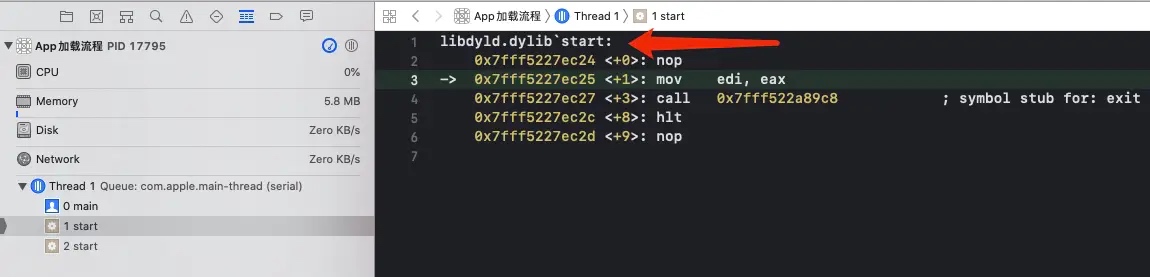 App加载流程 PID 17795
CPU 0%
Memory 5.8 MB
Disk Zero KB/s
Network Zero KB/s
Thread 1 Queue: com.apple.main-thread (serial)
0 main
1 start
2 start
App加载流程 〉 Thread 1 〉 1 start
1 libdyld.dylib`start:
2 0x7fff5227ec24 <+0>: nop
3 -> 0x7fff5227ec25 <+1>: mov edi, eax
4 0x7fff5227ec27 <+3>: call 0x7fff522a89c8 ; symbol stub for: exit
5 0x7fff5227ec2c <+8>: hlt
6 0x7fff5227ec2d <+9>: nop
7